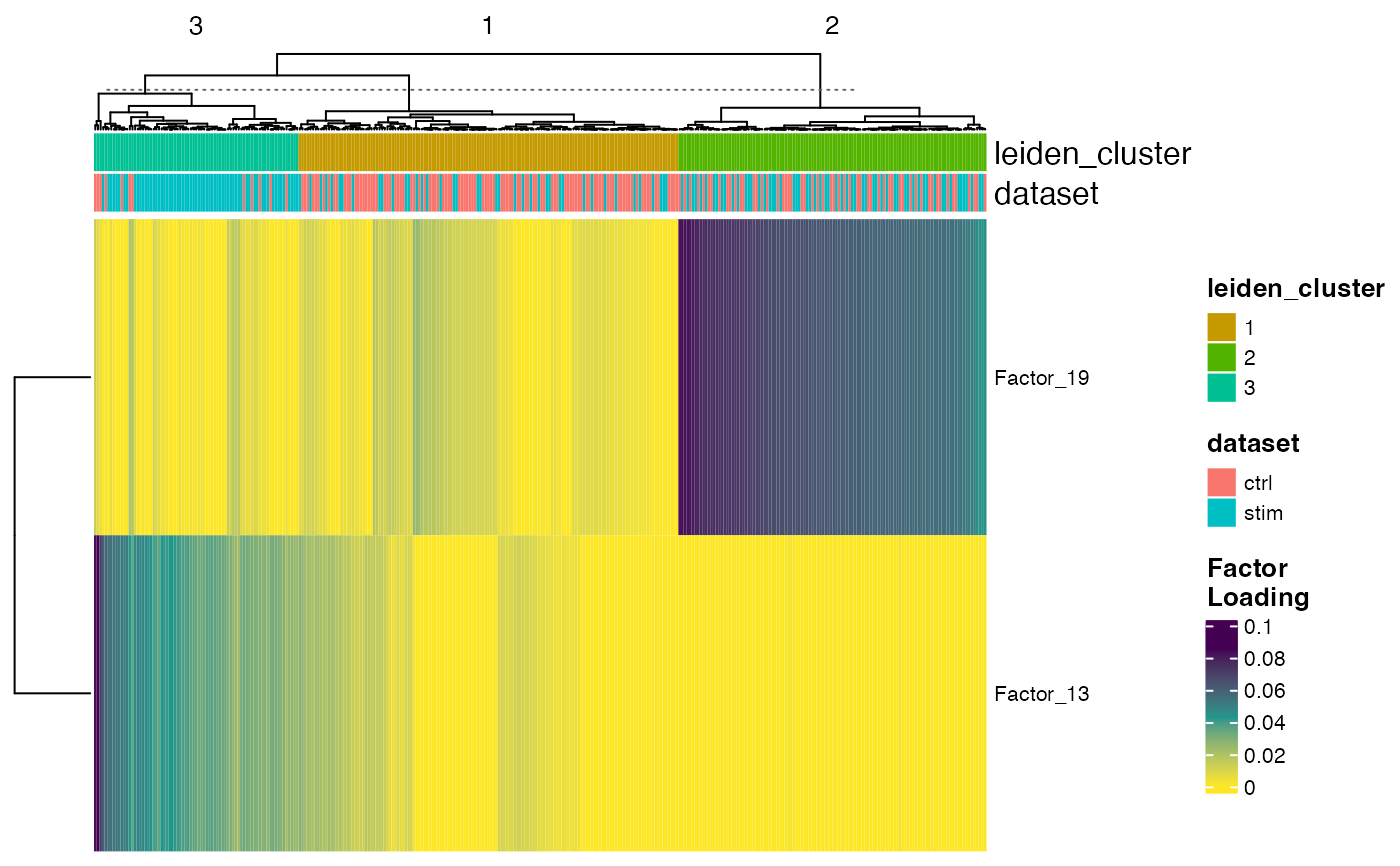 3 1 2
leiden_cluster
dataset
Factor_19
Factor_13
leiden_cluster
1
2
3
dataset
ctrl
stim
Factor
Loading
0.1
0.08
0.06
0.04
0.02
0